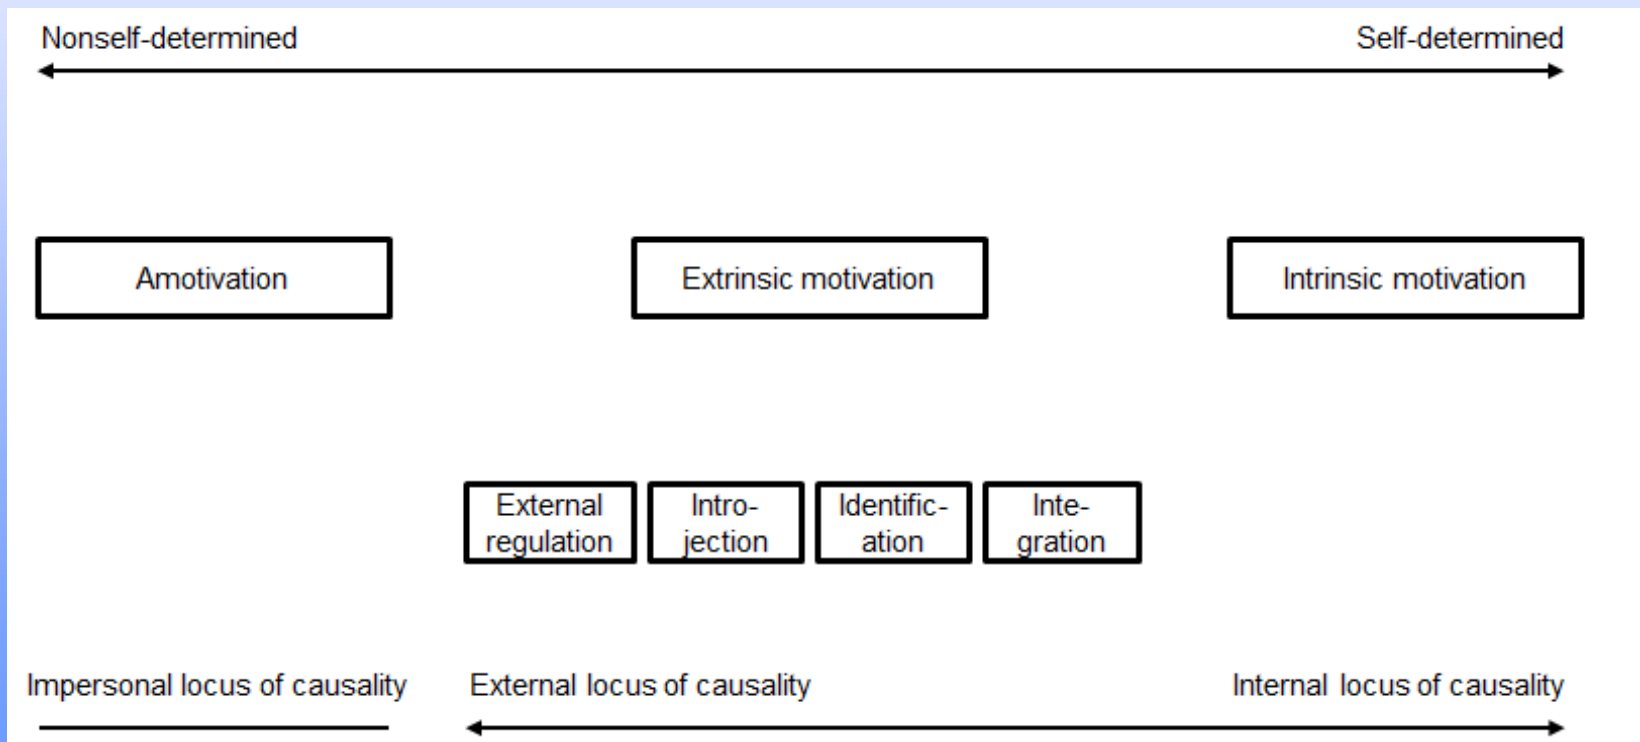 Nonself-determined
Self-determined
Amotivation
Extrinsic motivation
Intrinsic motivation
External
regulation
Intro-
jection
Identific-
ation
Inte-
gration
Impersonal locus of causality
External locus of causality
Internal locus of causality